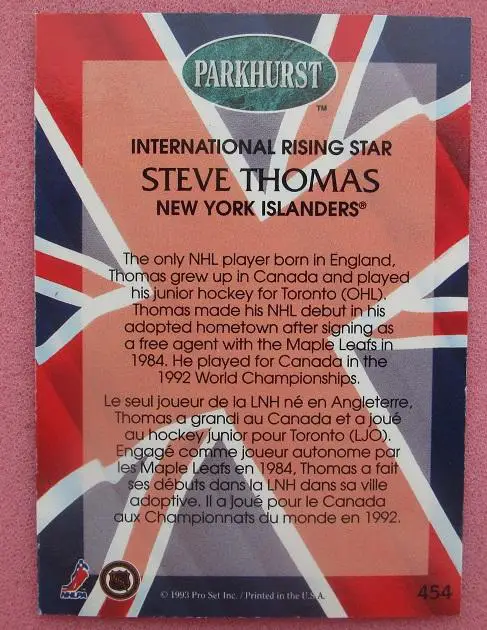 PARKHURST
™
INTERNATIONAL RISING STAR
STEVE THOMAS
NEW YORK ISLANDERS®
The only NHL player born in England,
Thomas grew up in Canada and played
his junior hockey for Toronto (OHL).
Thomas made his NHL debut in his
adopted hometown after signing as
a free agent with the Maple Leafs in
1984. He played for Canada in the
1992 World Championships.
Le seul joueur de la LNH né en Angleterre,
Thomas a grandi au Canada et a joué
au hockey junior pour Toronto (LJO).
Engagé comme joueur autonome par
les Maple Leafs en 1984, Thomas a fait
ses débuts dans la LNH dans sa ville
adoptive. Il a joué pour le Canada
aux Championnats du monde en 1992.
NHLPA
© 1993 Pro Set Inc. / Printed in the U.S.A.
454